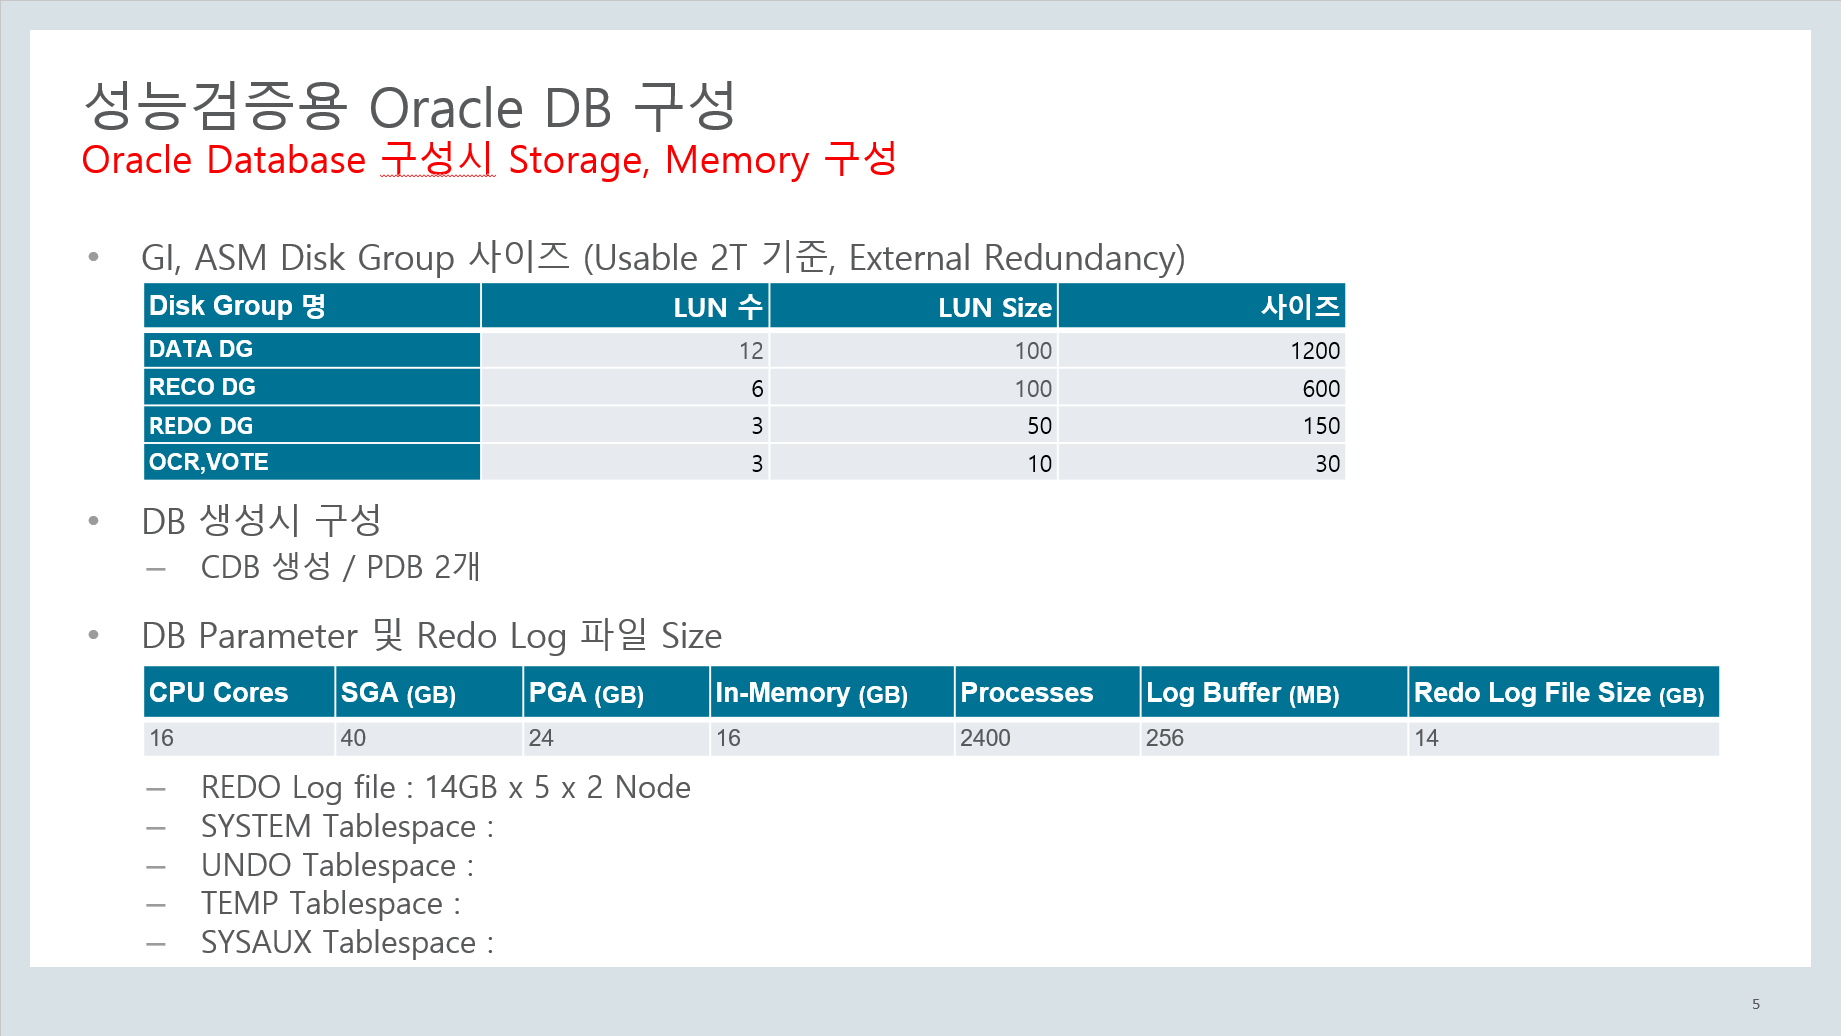 성능검증용 Oracle DB 구성
Oracle Database 구성시 Storage, Memory 구성
• GI, ASM Disk Group 사이즈 (Usable 2T 기준, External Redundancy)
Disk Group 명 LUN 수 LUN Size 사이즈
DATA DG 12 100 1200
RECO DG 6 100 600
REDO DG 3 50 150
OCR,VOTE 3 10 30
• DB 생성시 구성
– CDB 생성 / PDB 2개
• DB Parameter 및 Redo Log 파일 Size
CPU Cores SGA (GB) PGA (GB) In-Memory (GB) Processes Log Buffer (MB) Redo Log File Size (GB)
16 40 24 16 2400 256 14
– REDO Log file : 14GB x 5 x 2 Node
– SYSTEM Tablespace :
– UNDO Tablespace :
– TEMP Tablespace :
– SYSAUX Tablespace :
5